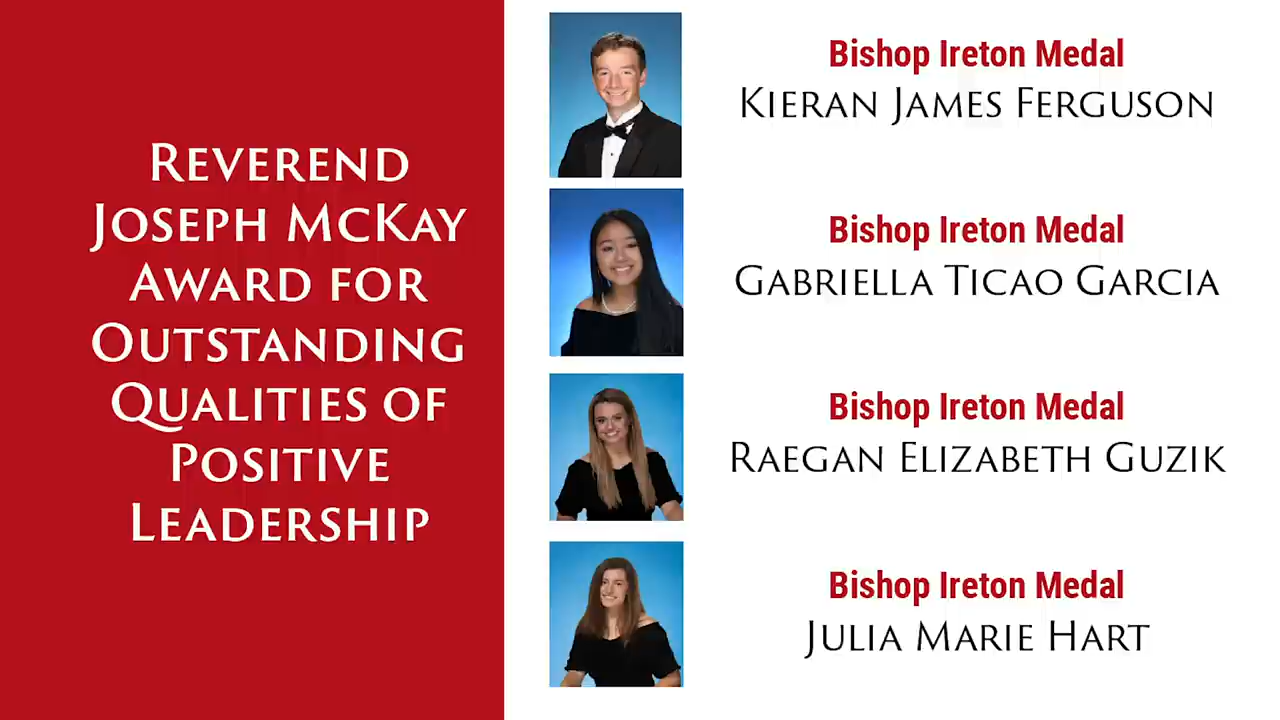 Reverend
Joseph McKay
Award for
Outstanding
Qualities of
Positive
Leadership
Bishop Ireton Medal
Kieran James Ferguson
Bishop Ireton Medal
Gabriella Ticao Garcia
Bishop Ireton Medal
Raegan Elizabeth Guzik
Bishop Ireton Medal
Julia Marie Hart